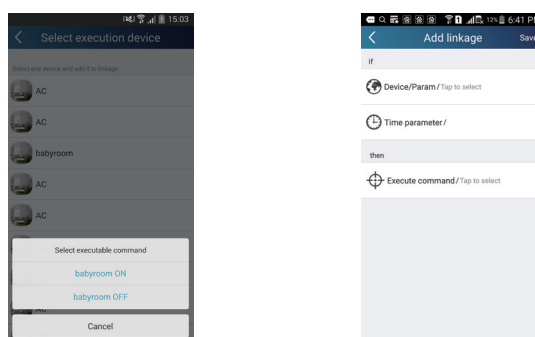 15:03
Select execution device
Select one device and add it to linkage
AC
AC
babyroom
AC
AC
Select executable command
babyroom ON
babyroom OFF
AC
Cancel
12% 6:41 PM
Add linkage
Save
if
Device/Param/Tap to select
Time parameter/
then
Execute command/Tap to select